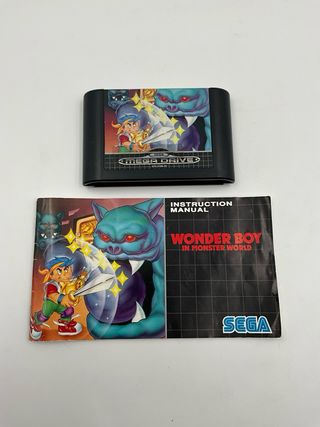 MEGA DRIVE
INSTRUCTION
MANUAL
WONDER BOY
IN MONSTER WORLD
SEGA